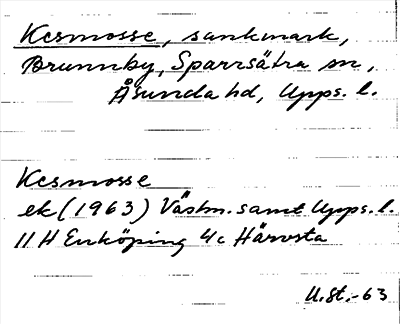 Kesmosse, sankmark,
Brunnby, Sparrsätra sn,
Åsunda hd, Upps. l.
Kesmosse
ek (1963) Västm. samt Upps. l.
11 H Enköping 4c Härvsta
U.St.-63